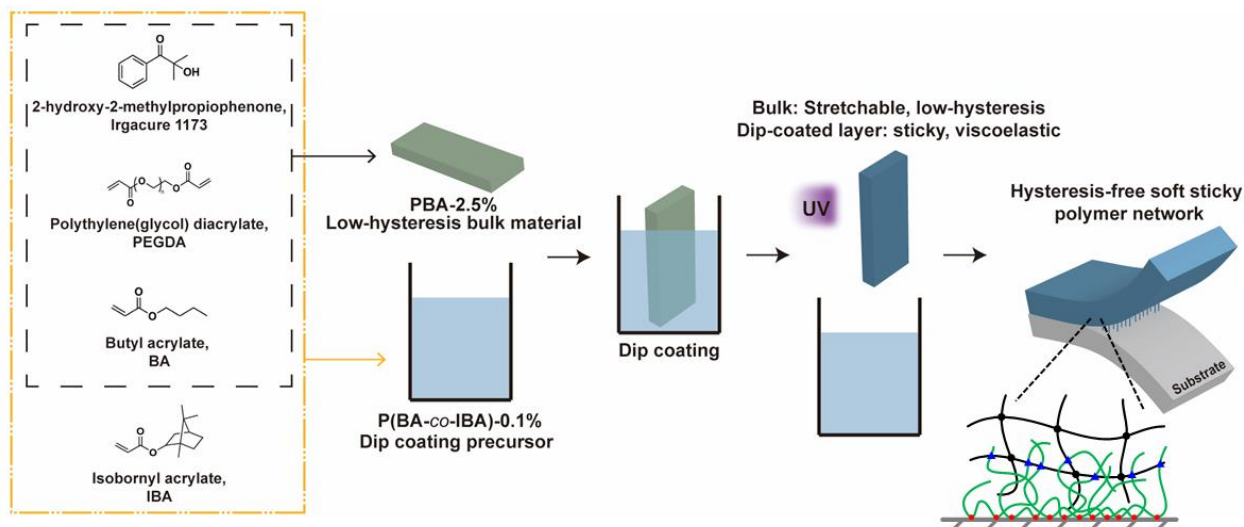 O
OH
2-hydroxy-2-methylpropiophenone,
Irgacure 1173
O
O
O
n
O
O
Polythylene(glycol) diacrylate,
PEGDA
O
O
Butyl acrylate,
BA
O
O
Isobornyl acrylate,
IBA
PBA-2.5%
Low-hysteresis bulk material
P(BA-co-IBA)-0.1%
Dip coating precursor
Dip coating
Bulk: Stretchable, low-hysteresis
Dip-coated layer: sticky, viscoelastic
UV
Hysteresis-free soft sticky
polymer network
Substrate